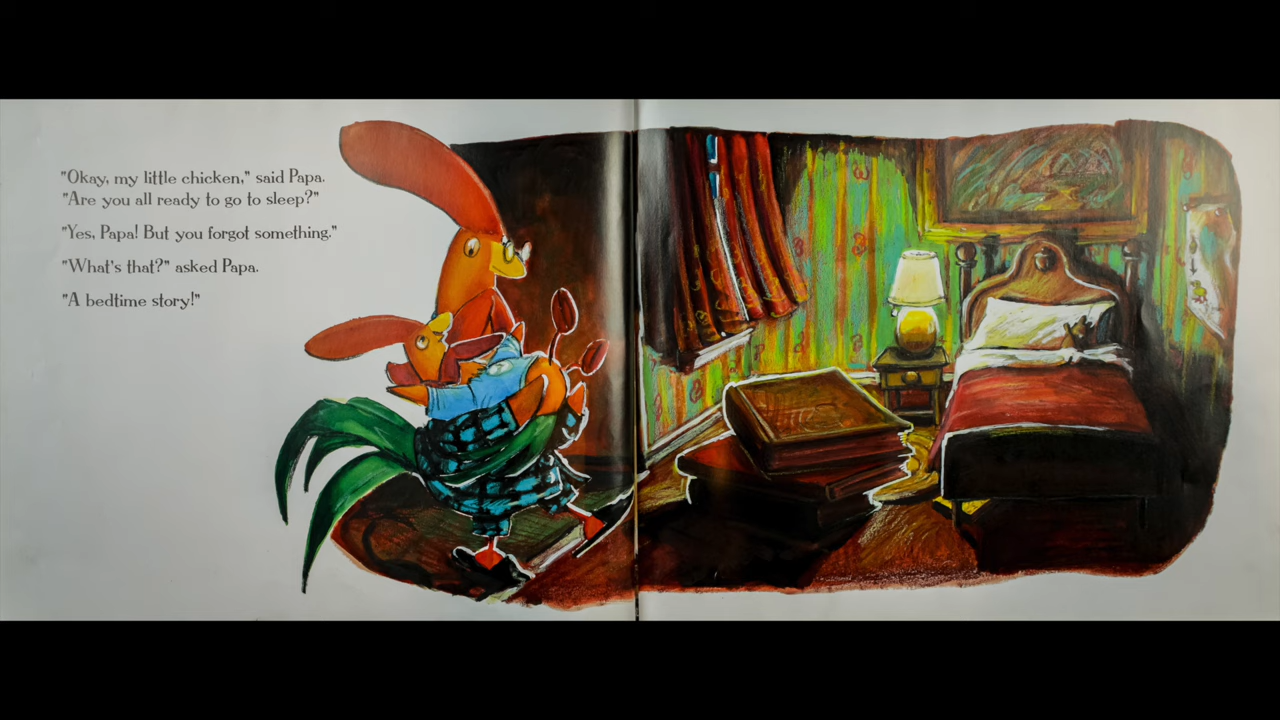 "Okay, my little chicken," said Papa.
"Are you all ready to go to sleep?"
"Yes, Papa! But you forgot something."
"What's that?" asked Papa.
"A bedtime story!"